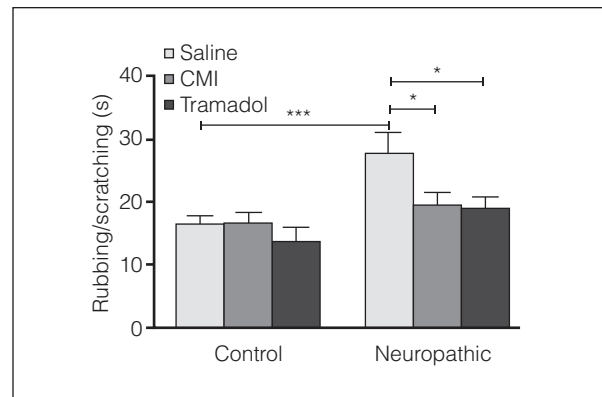 Saline
CMI
Tramadol
Rubbing/scratching (s)
40
30
20
10
0
***
*
*
Control
Neuropathic